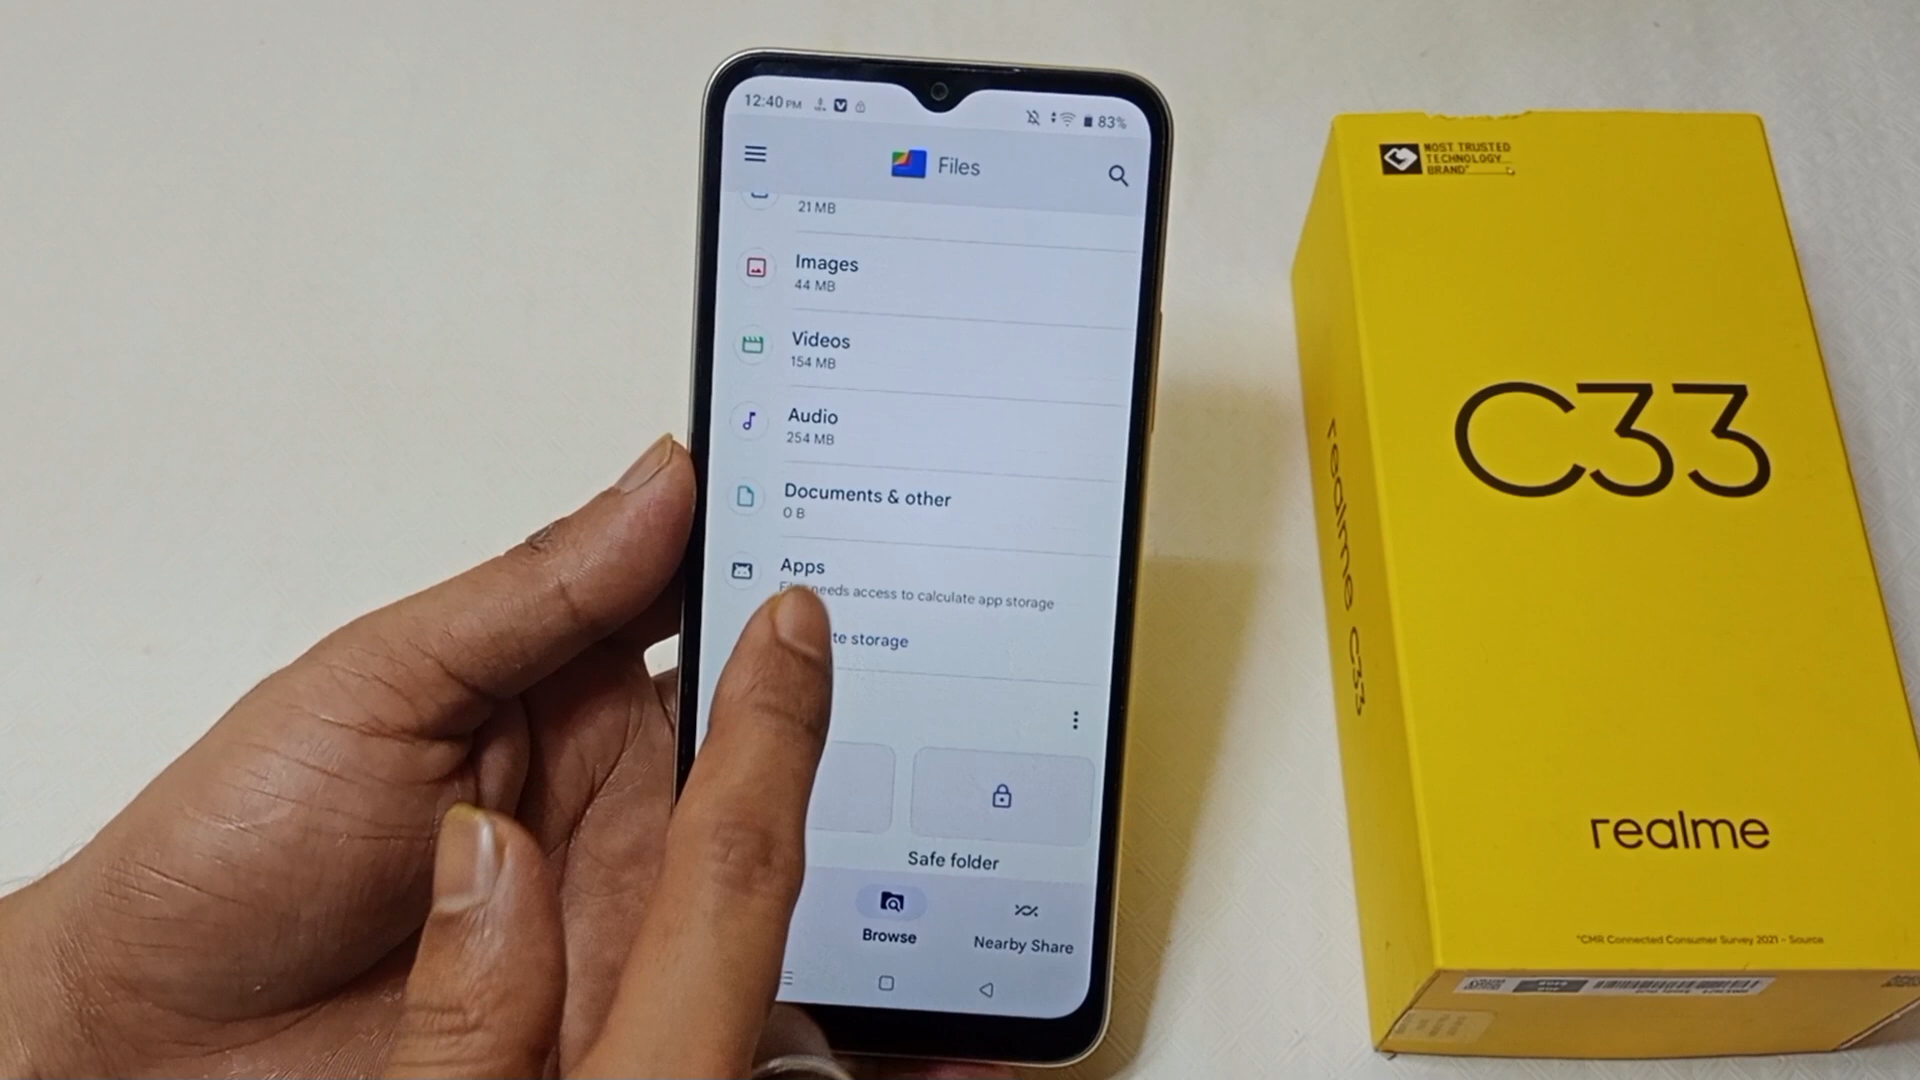 12:40 PM
83%
Files
21 MB
Images
44 MB
Videos
154 MB
Audio
254 MB
Documents & other
0 B
Apps
needs access to calculate app storage
storage
Safe folder
Browse
Nearby Share
MOST TRUSTED
TECHNOLOGY
BRAND*
C33
realme C33
realme
*CMR Connected Consumer Survey 2021 - Source